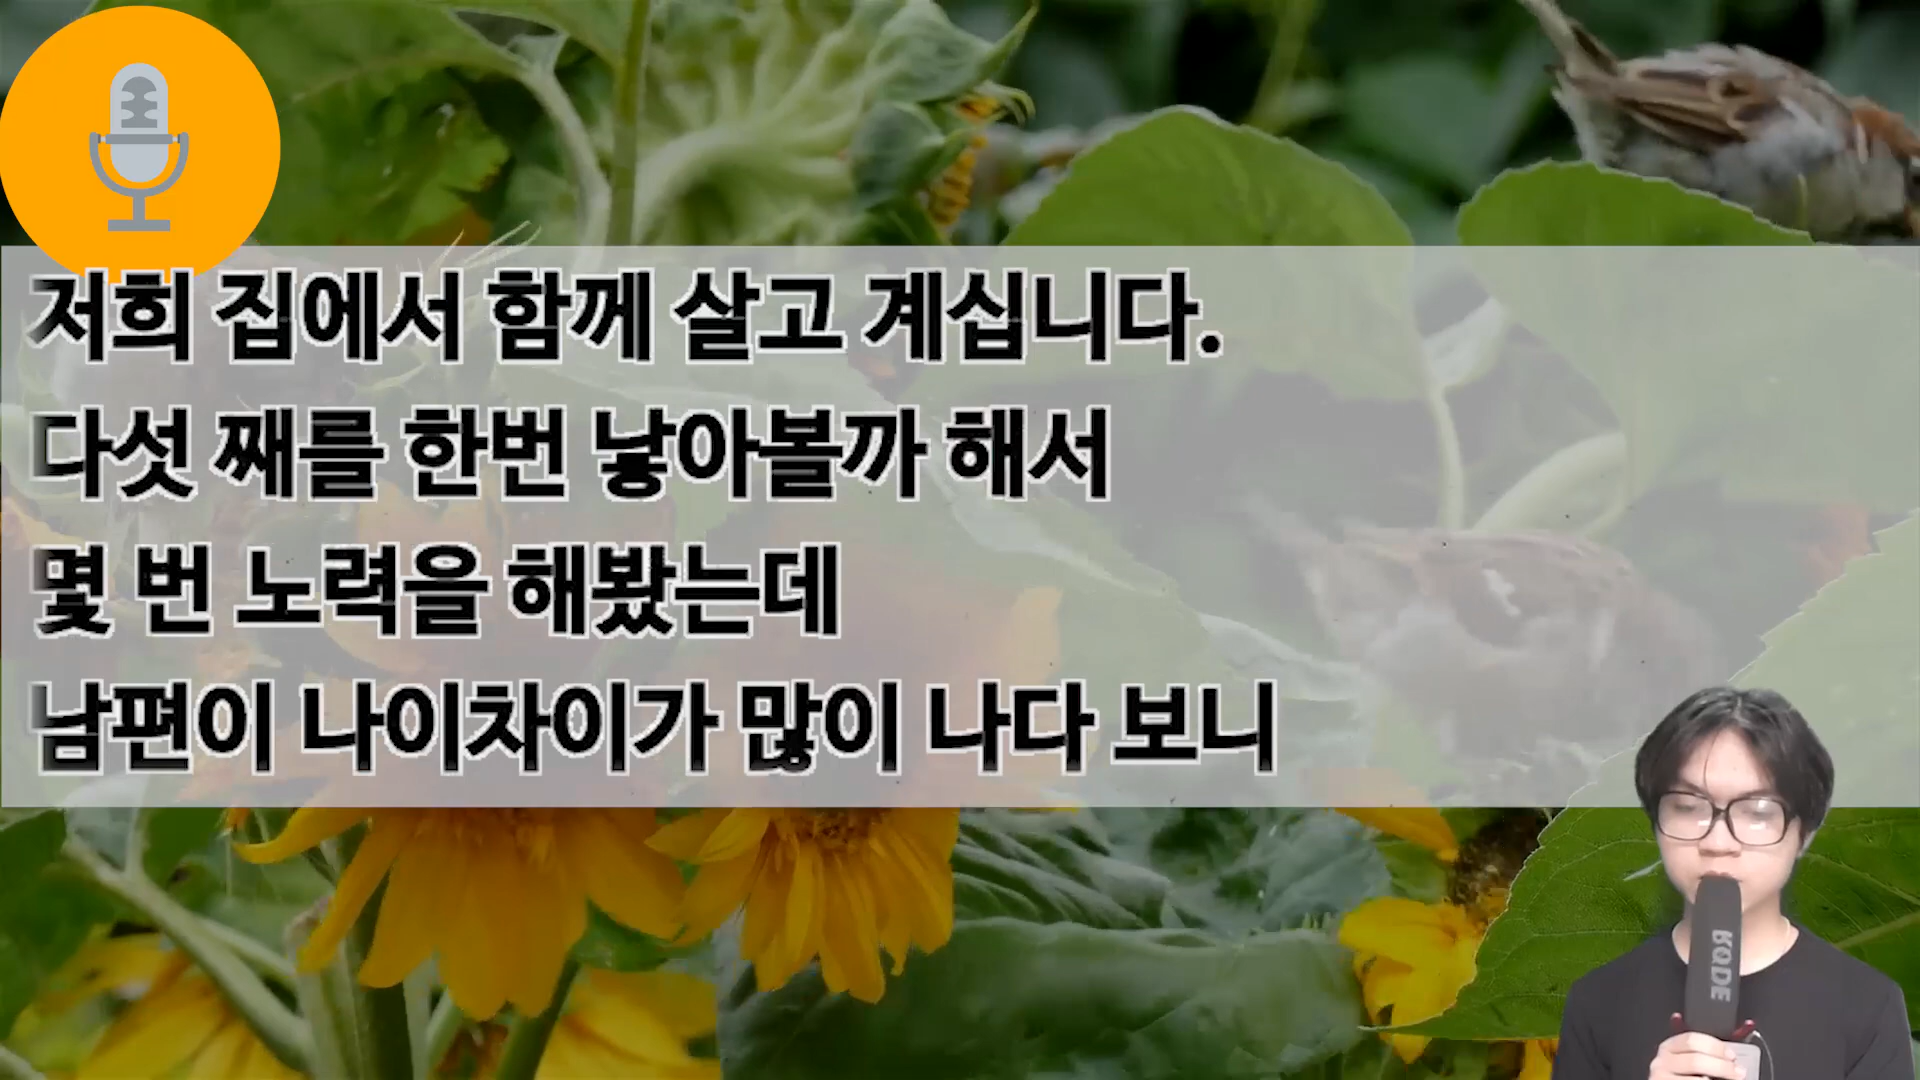 저희 집에서 함께 살고 계십니다.
다섯 째를 한번 낳아볼까 해서
몇 번 노력을 해봤는데
남편이 나이차이가 많이 나다 보니
RODE